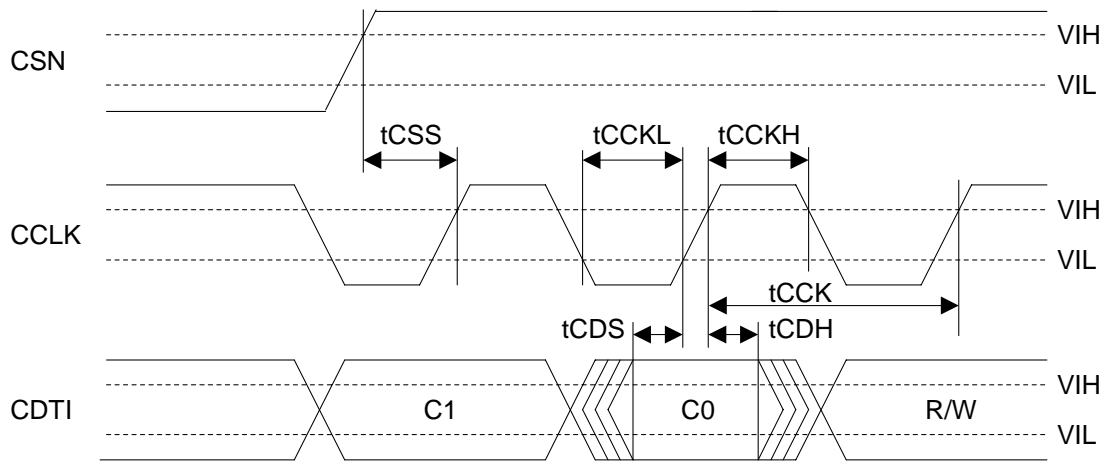 CSN
VIH
VIL
tCSS
tCCKL
tCCKH
CCLK
VIH
VIL
tCCK
tCDS
tCDH
CDTI
C1
C0
R/W
VIH
VIL